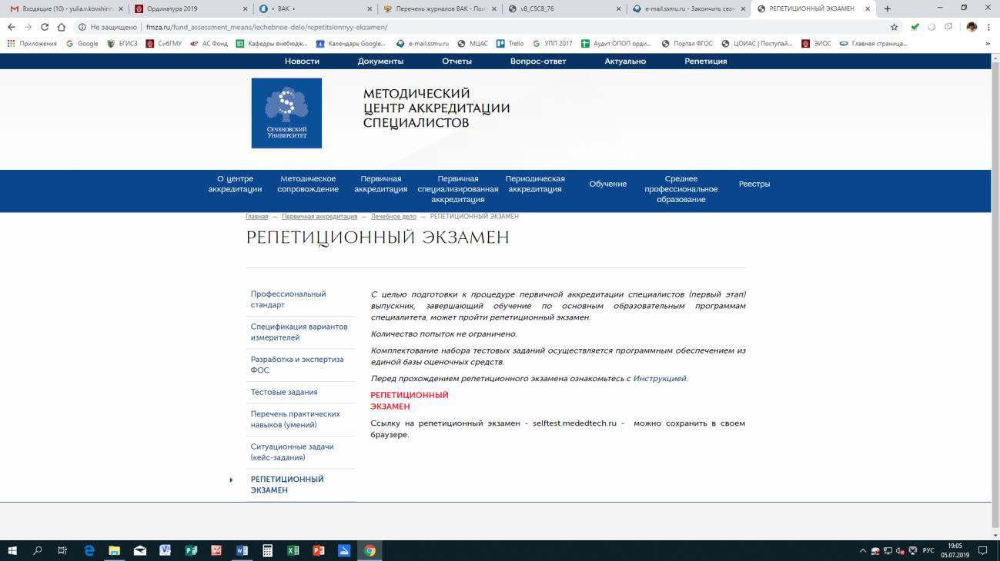 Входящие (10) - yulia.v.kovshirin
Ординатура 2019
• ВАК •
Перечень журналов ВАК - Пои
v8_C5CB_76
e-mail.ssmu.ru - Закончить сеан
РЕПЕТИЦИОННЫЙ ЭКЗАМЕН
Не защищено | fmza.ru/fund_assessment_means/lechebnoe-delo/repetitsionnyy-ekzamen/
Приложения Google ЕГИСЗ СибГМУ АС Фонд Кафедры внебюдж... Календарь Google... e-mail.ssmu.ru МЦАС Trello УПП 2017 Аудит ОПОП орди... Портал ФГОС ЦОИАС | Поступай... ЭИОС Главная страница... »
Новости Документы Отчеты Вопрос-ответ Актуально Репетиция
СЕЧЕНОВСКИЙ
УНИВЕРСИТЕТ
МЕТОДИЧЕСКИЙ
ЦЕНТР АККРЕДИТАЦИИ
СПЕЦИАЛИСТОВ
О центре
аккредитации
Методическое
сопровождение
Первичная
аккредитация
Первичная
специализированная
аккредитация
Периодическая
аккредитация
Обучение
Среднее
профессиональное
образование
Реестры
Главная — Первичная аккредитация — Лечебное дело — РЕПЕТИЦИОННЫЙ ЭКЗАМЕН
РЕПЕТИЦИОННЫЙ ЭКЗАМЕН
Профессиональный
стандарт
Спецификация вариантов
измерителей
Разработка и экспертиза
ФОС
Тестовые задания
Перечень практических
навыков (умений)
Ситуационные задачи
(кейс-задания)
РЕПЕТИЦИОННЫЙ
ЭКЗАМЕН
С целью подготовки к процедуре первичной аккредитации специалистов (первый этап)
выпускник, завершающий обучение по основным образовательным программам
специалитета, может пройти репетиционный экзамен.
Количество попыток не ограничено.
Комплектование набора тестовых заданий осуществляется программным обеспечением из
единой базы оценочных средств.
Перед прохождением репетиционного экзамена ознакомьтесь с Инструкцией.
РЕПЕТИЦИОННЫЙ
ЭКЗАМЕН
Ссылку на репетиционный экзамен - selftest.mededtech.ru - можно сохранить в своем
браузере.
РУС
19:05
05.07.2019